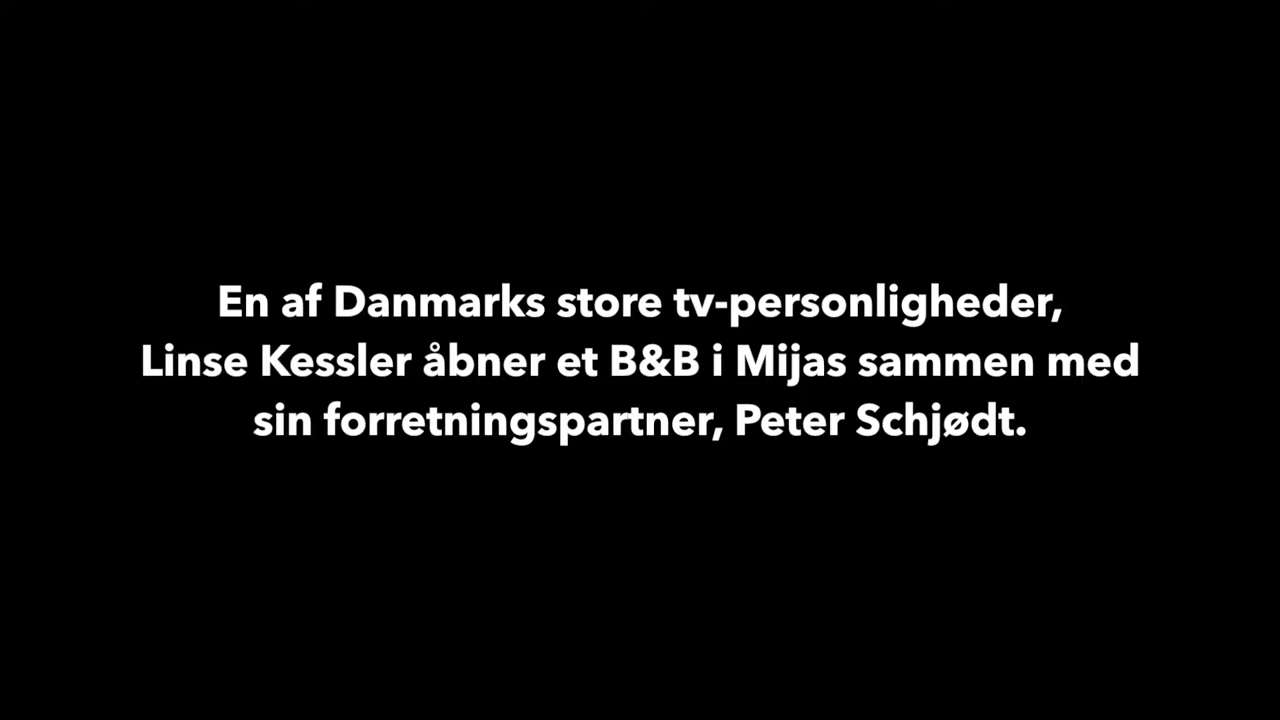 En af Danmarks store tv-personligheder,
Linse Kessler åbner et B&B i Mijas sammen med
sin forretningspartner, Peter Schjødt.